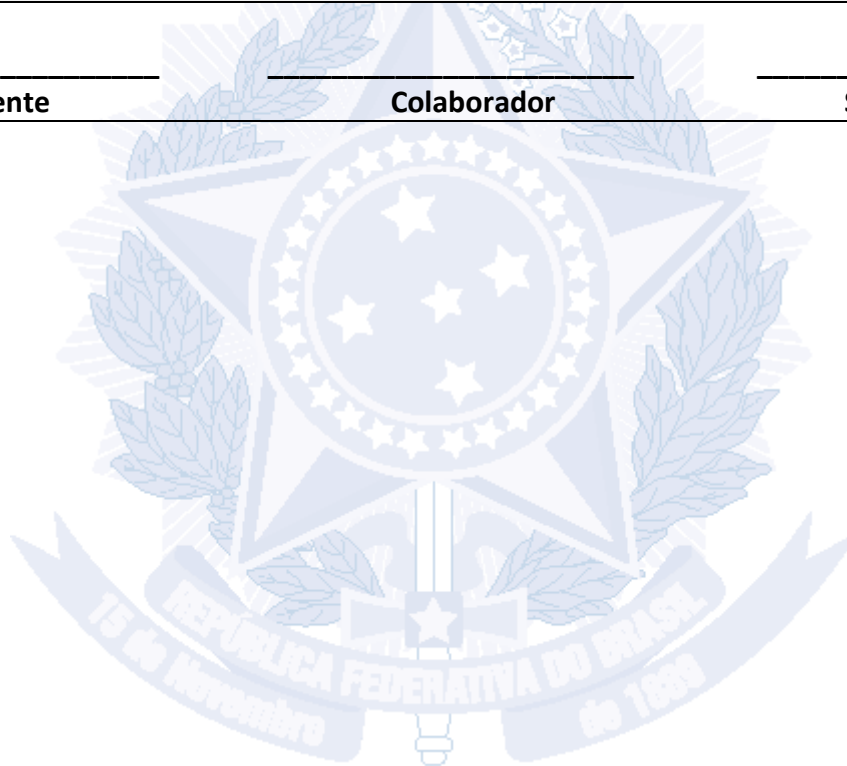 ente Colaborador S
REPÚBLICA FEDERATIVA DO BRASIL
15 de Novembro de 1889